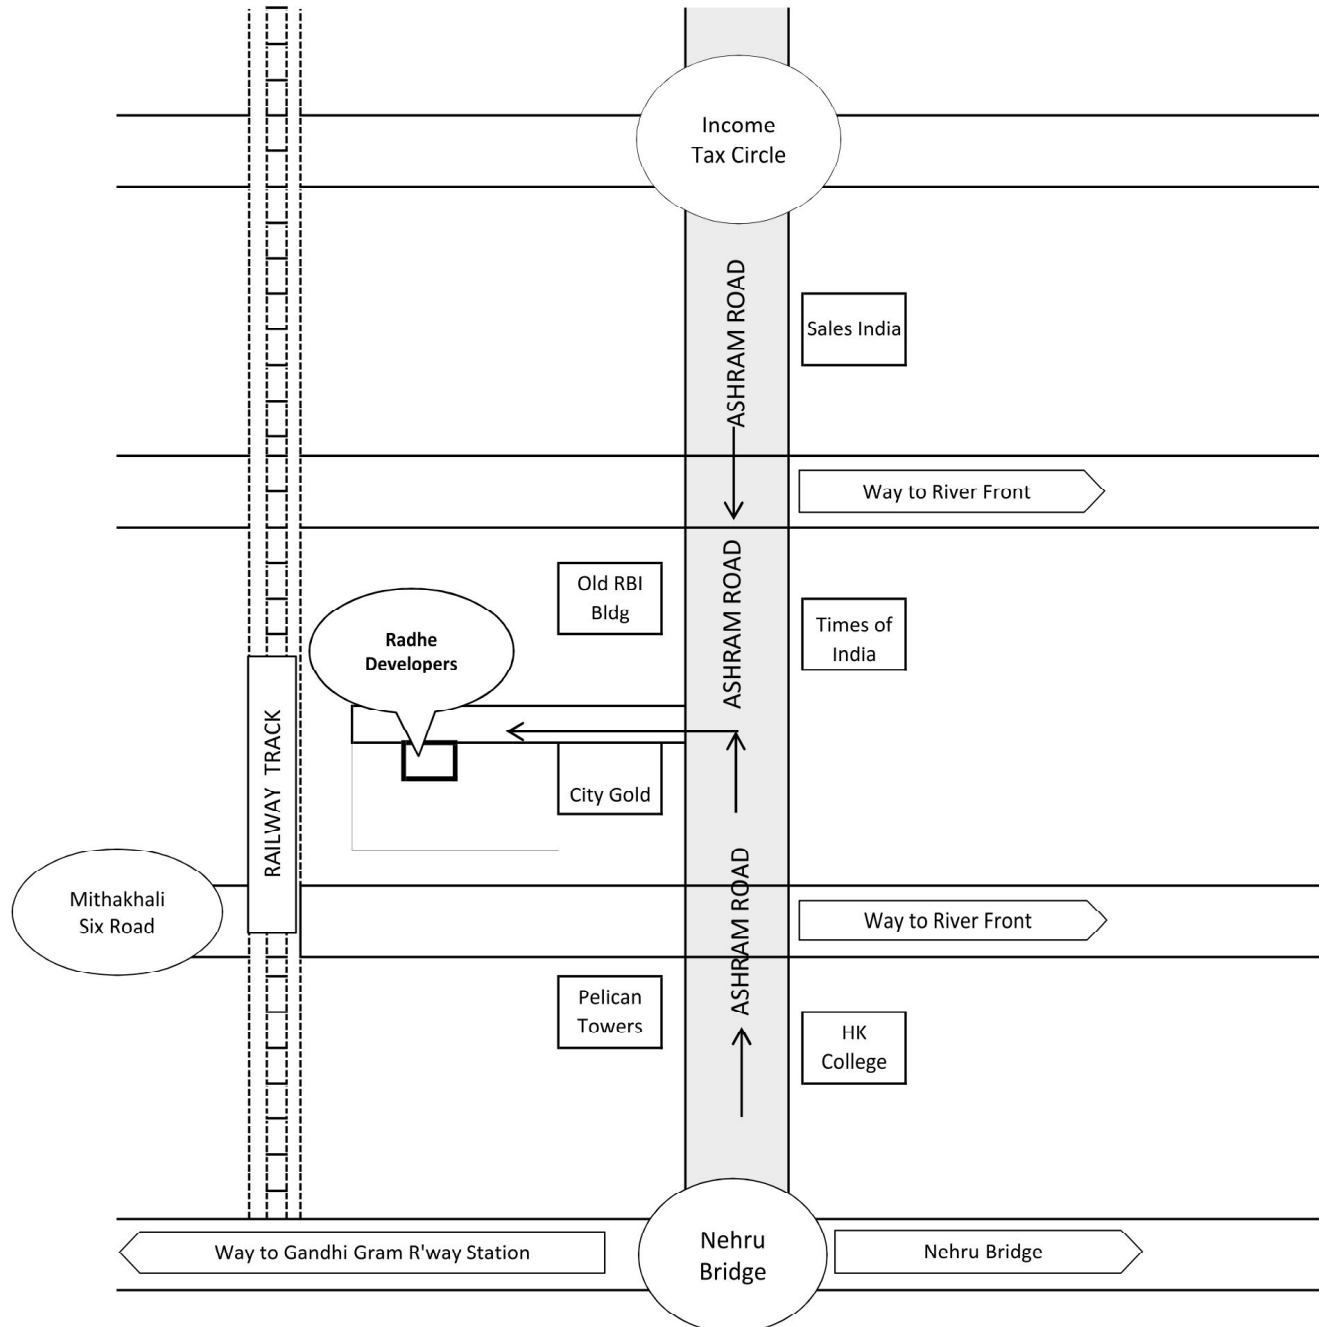 Income
Tax Circle
ASHRAM ROAD
Sales India
Way to River Front
Old RBI
Bldg
ASHRAM ROAD
Times of
India
Radhe
Developers
RAILWAY TRACK
City Gold
ASHRAM ROAD
Mithakhali
Six Road
Way to River Front
Pelican
Towers
HK
College
Way to Gandhi Gram R'way Station
Nehru
Bridge
Nehru Bridge